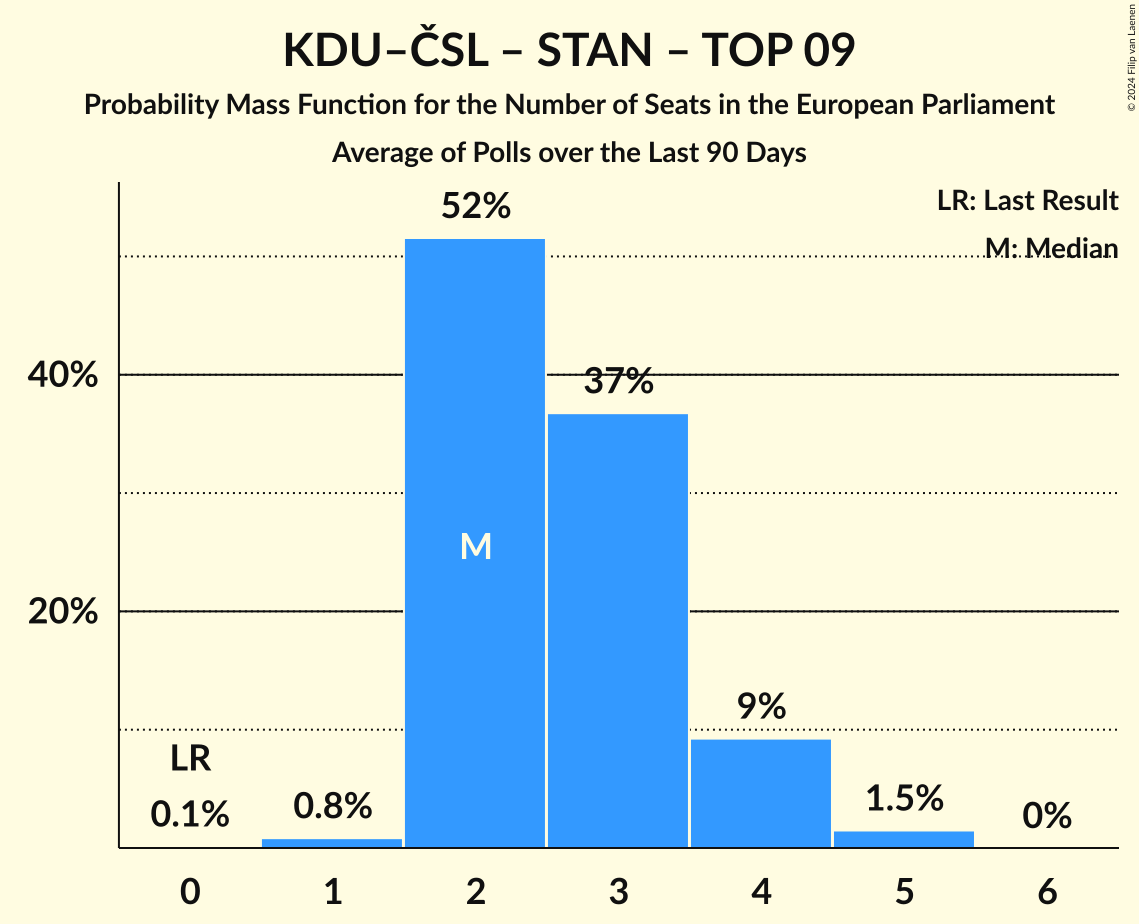 KDU–ČSL – STAN – TOP 09
Probability Mass Function for the Number of Seats in the European Parliament
Average of Polls over the Last 90 Days
© 2024 Filip van Laenen
LR: Last Result
M: Median
52%
40%
37%
M
20%
9%
LR
0.1%
0.8%
1.5%
0%
0 1 2 3 4 5 6